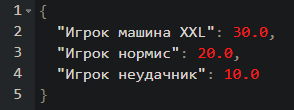 1 {
2 "Игрок машина XXL": 30.0,
3 "Игрок нормис": 20.0,
4 "Игрок неудачник": 10.0
5 }